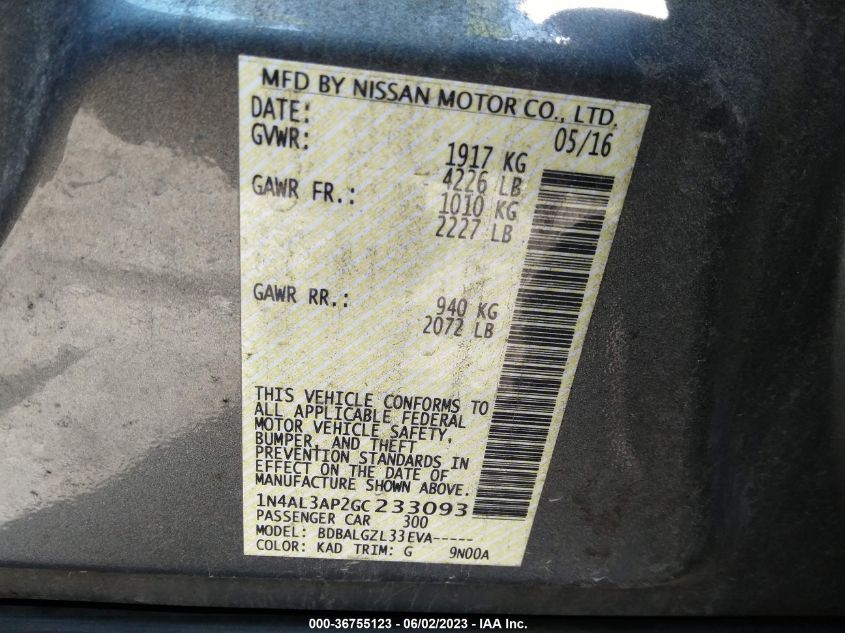 MFD BY NISSAN MOTOR CO., LTD.
DATE: 05/16
GVWR: 1917 KG
4226 LB
GAWR FR.: 1010 KG
2227 LB
GAWR RR.: 940 KG
2072 LB
THIS VEHICLE CONFORMS TO
ALL APPLICABLE FEDERAL
MOTOR VEHICLE SAFETY,
BUMPER, AND THEFT
PREVENTION STANDARDS IN
EFFECT ON THE DATE OF
MANUFACTURE SHOWN ABOVE.
1N4AL3AP2GC233093
PASSENGER CAR 300
MODEL: BDBALGZL33EVA-----
COLOR: KAD TRIM: G 9N00A
000-36755123 - 06/02/2023 - IAA Inc.